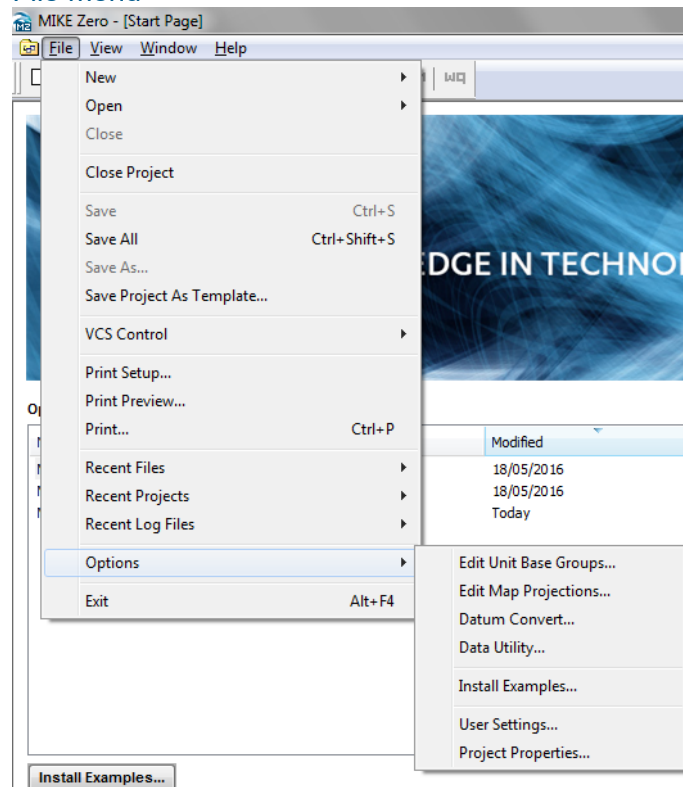 File menu
MIKE Zero - [Start Page]
File View Window Help
New
WQ
Open
Close
Close Project
Save Ctrl+S
Save All Ctrl+Shift+S
Save As...
EDGE IN TECHNO
Save Project As Template...
VCS Control
Print Setup...
Print Preview...
Print... Ctrl+P
Modified
Recent Files
18/05/2016
Recent Projects
18/05/2016
Recent Log Files
Today
Options
Edit Unit Base Groups...
Edit Map Projections...
Exit Alt+F4
Datum Convert...
Data Utility...
Install Examples...
User Settings...
Project Properties...
Install Examples...